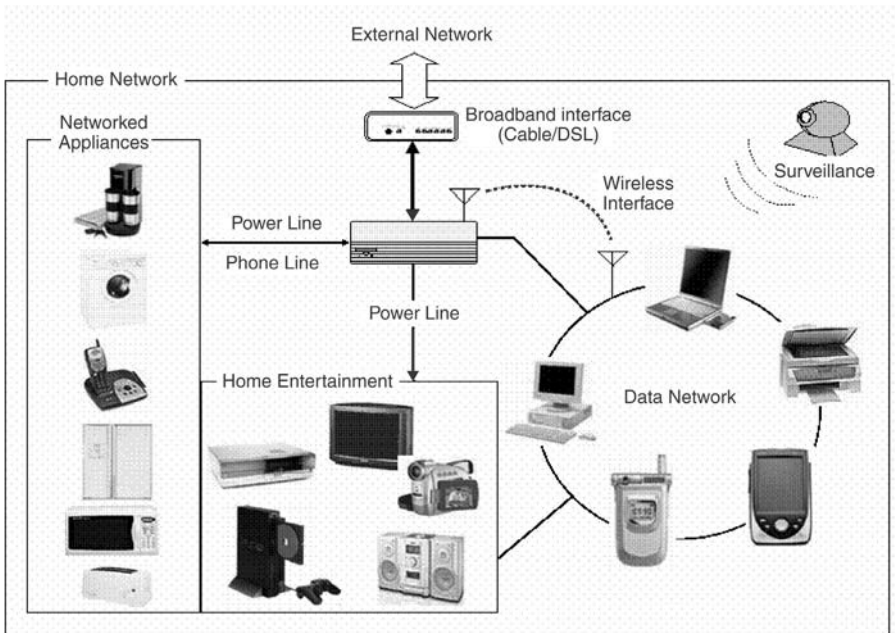 External Network
Home Network
Networked
Appliances
Broadband interface
(Cable/DSL)
Surveillance
Wireless
Interface
Power Line
Phone Line
Power Line
Home Entertainment
Data Network